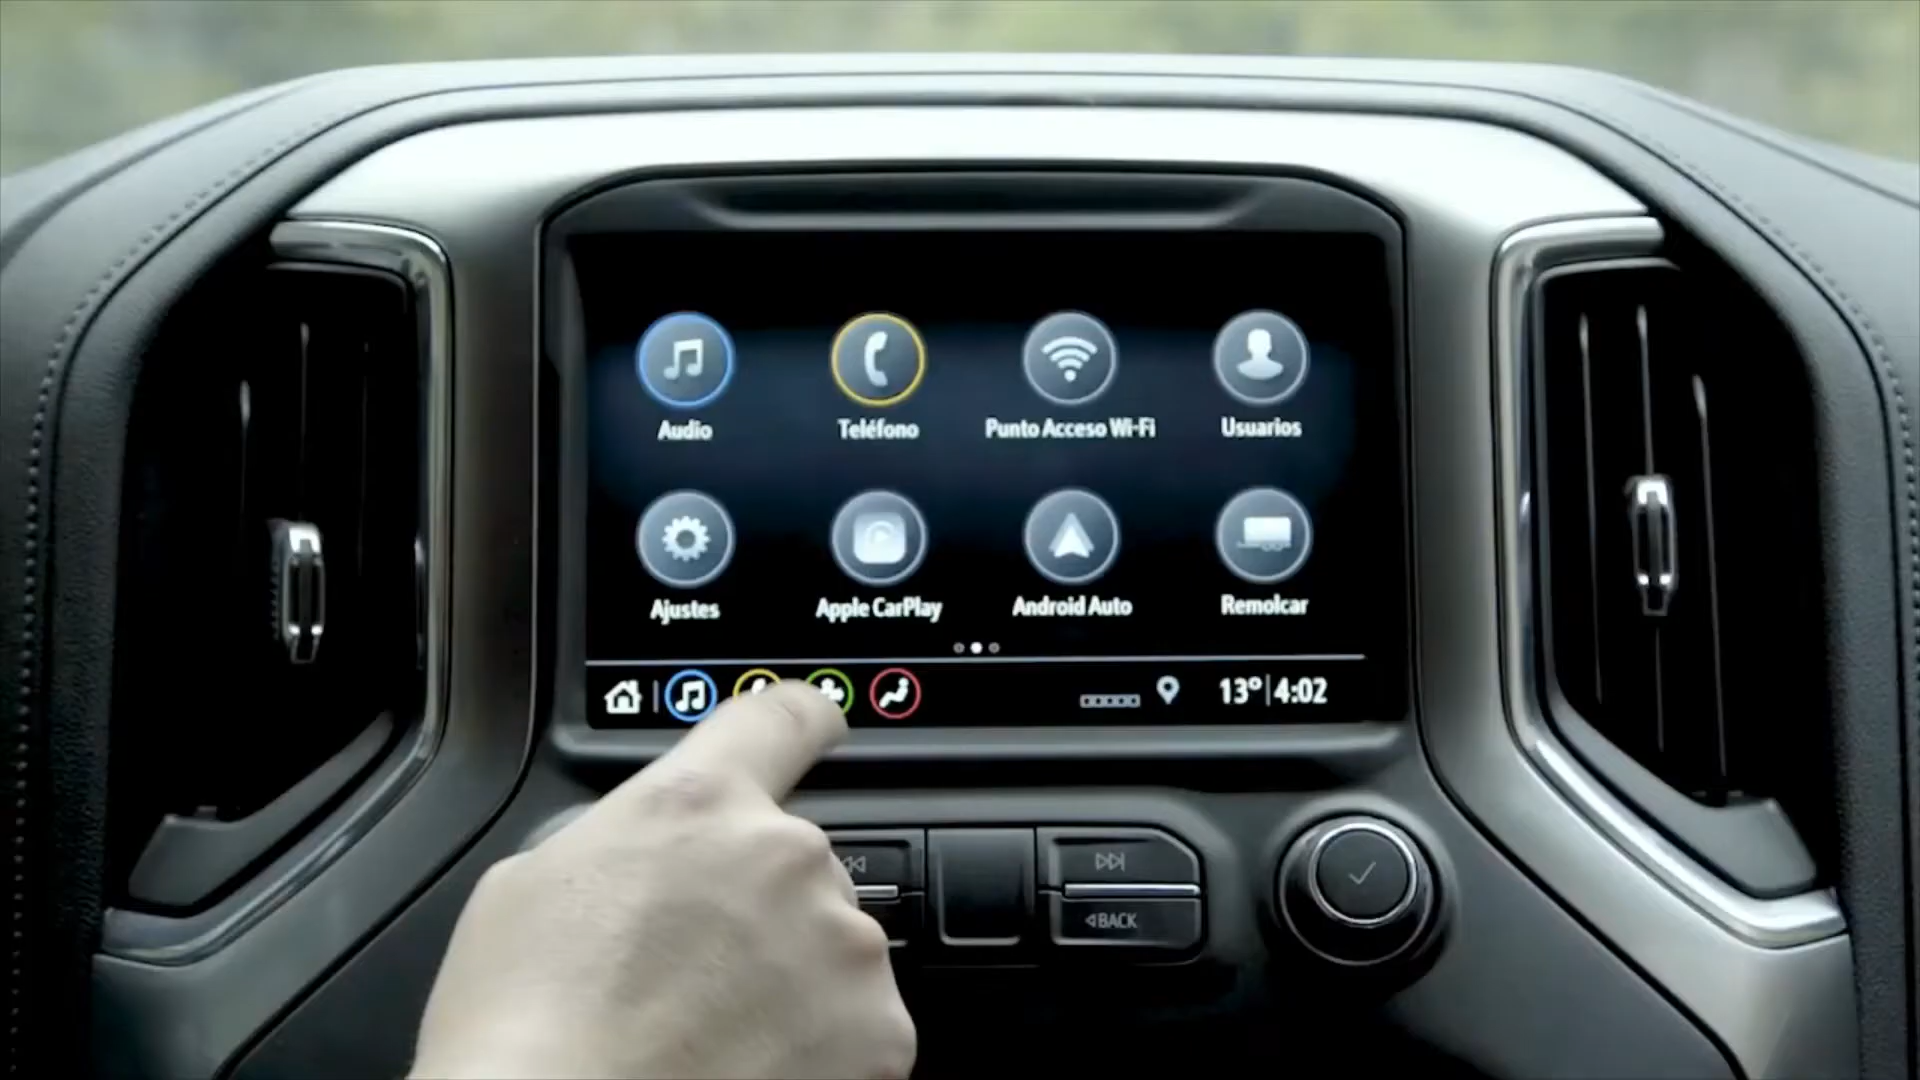 Audio
Teléfono
Punto Acceso Wi-Fi
Usuarios
Ajustes
Apple CarPlay
Android Auto
Remolcar
13° 4:02
BACK